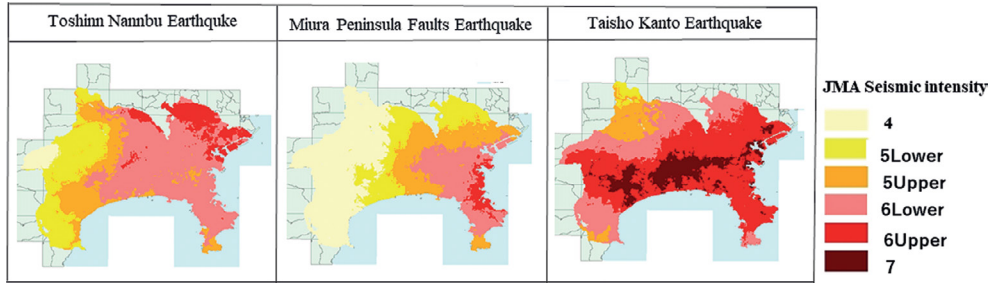 Toshinn Nannbu Earthquke
Miura Peninsula Faults Earthquake
Taisho Kanto Earthquake
JMA Seismic intensity
4
5Lower
5Upper
6Lower
6Upper
7